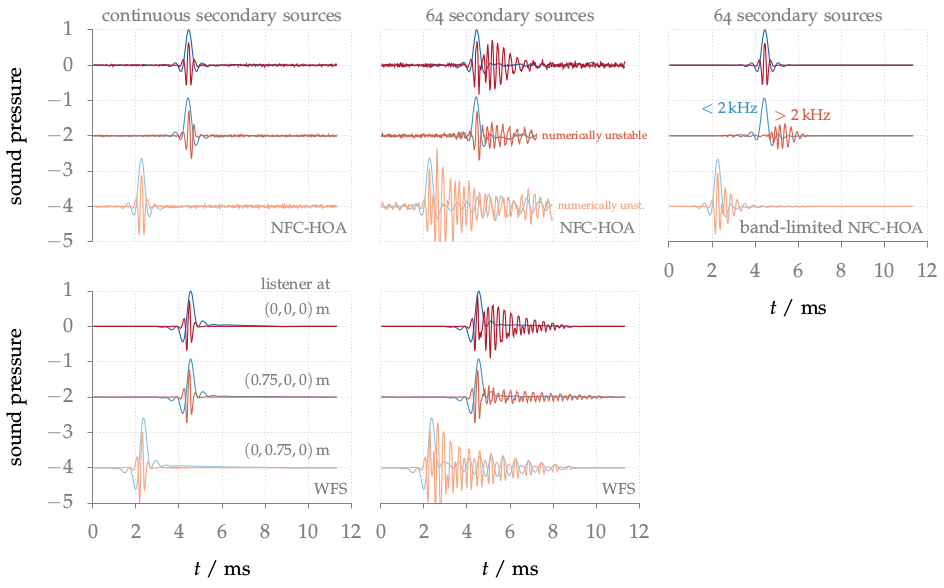 continuous secondary sources
64 secondary sources
64 secondary sources
sound pressure
1
0
−1
−2
−3
−4
−5
NFC-HOA
numerically unstable
numerically unst.
NFC-HOA
< 2 kHz
> 2 kHz
band-limited NFC-HOA
0 2 4 6 8 10 12
t / ms
sound pressure
1
0
−1
−2
−3
−4
−5
listener at
(0, 0, 0) m
(0.75, 0, 0) m
(0, 0.75, 0) m
WFS
WFS
0 2 4 6 8 10 12
0 2 4 6 8 10 12
t / ms
t / ms